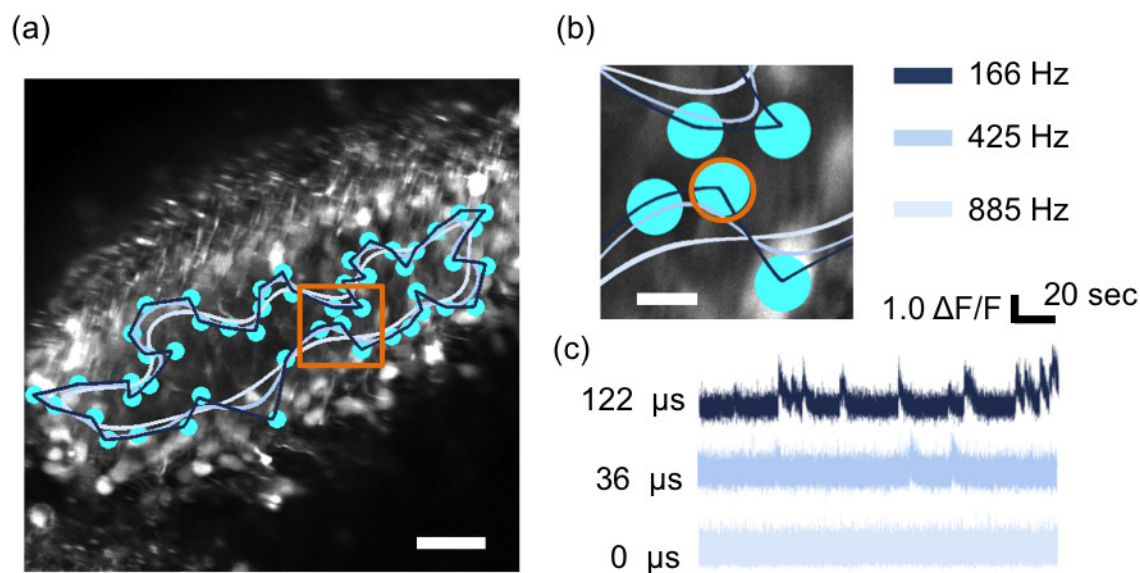 (a)
(b)
166 Hz
425 Hz
885 Hz
1.0 ΔF/F
20 sec
(c)
122 μs
36 μs
0 μs